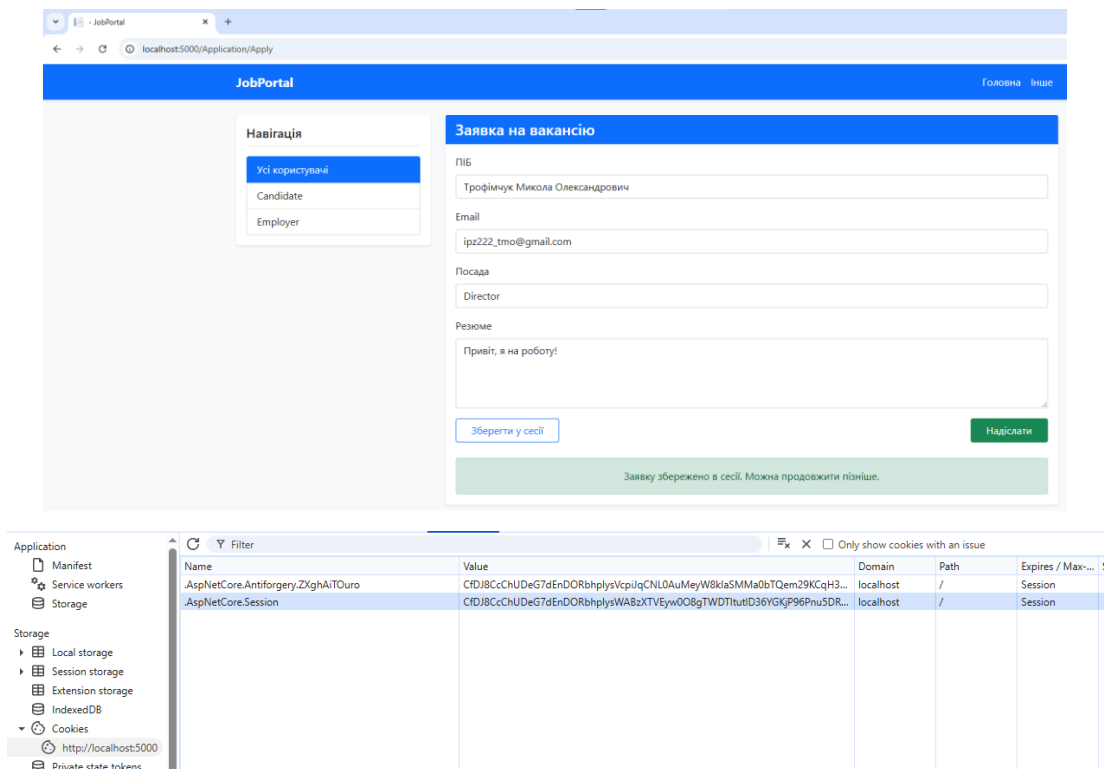 - JobPortal
localhost:5000/Application/Apply
JobPortal
Головна Інше
Навігація
Усі користувачі
Candidate
Employer
Заявка на вакансію
ПІБ
Трофімчук Микола Олександрович
Email
ipz222_tmo@gmail.com
Посада
Director
Резюме
Привіт, я на роботу!
Зберегти у сесії
Надіслати
Заявку збережено в сесії. Можна продовжити пізніше.
Application
Manifest
Service workers
Storage
Storage
Local storage
Session storage
Extension storage
IndexedDB
Cookies
http://localhost:5000
Private state tokens
Filter
Only show cookies with an issue
Name Value Domain Path Expires / Max-...
.AspNetCore.Antiforgery.ZXghAiTOuro localhost / Session
.AspNetCore.Session localhost / Session